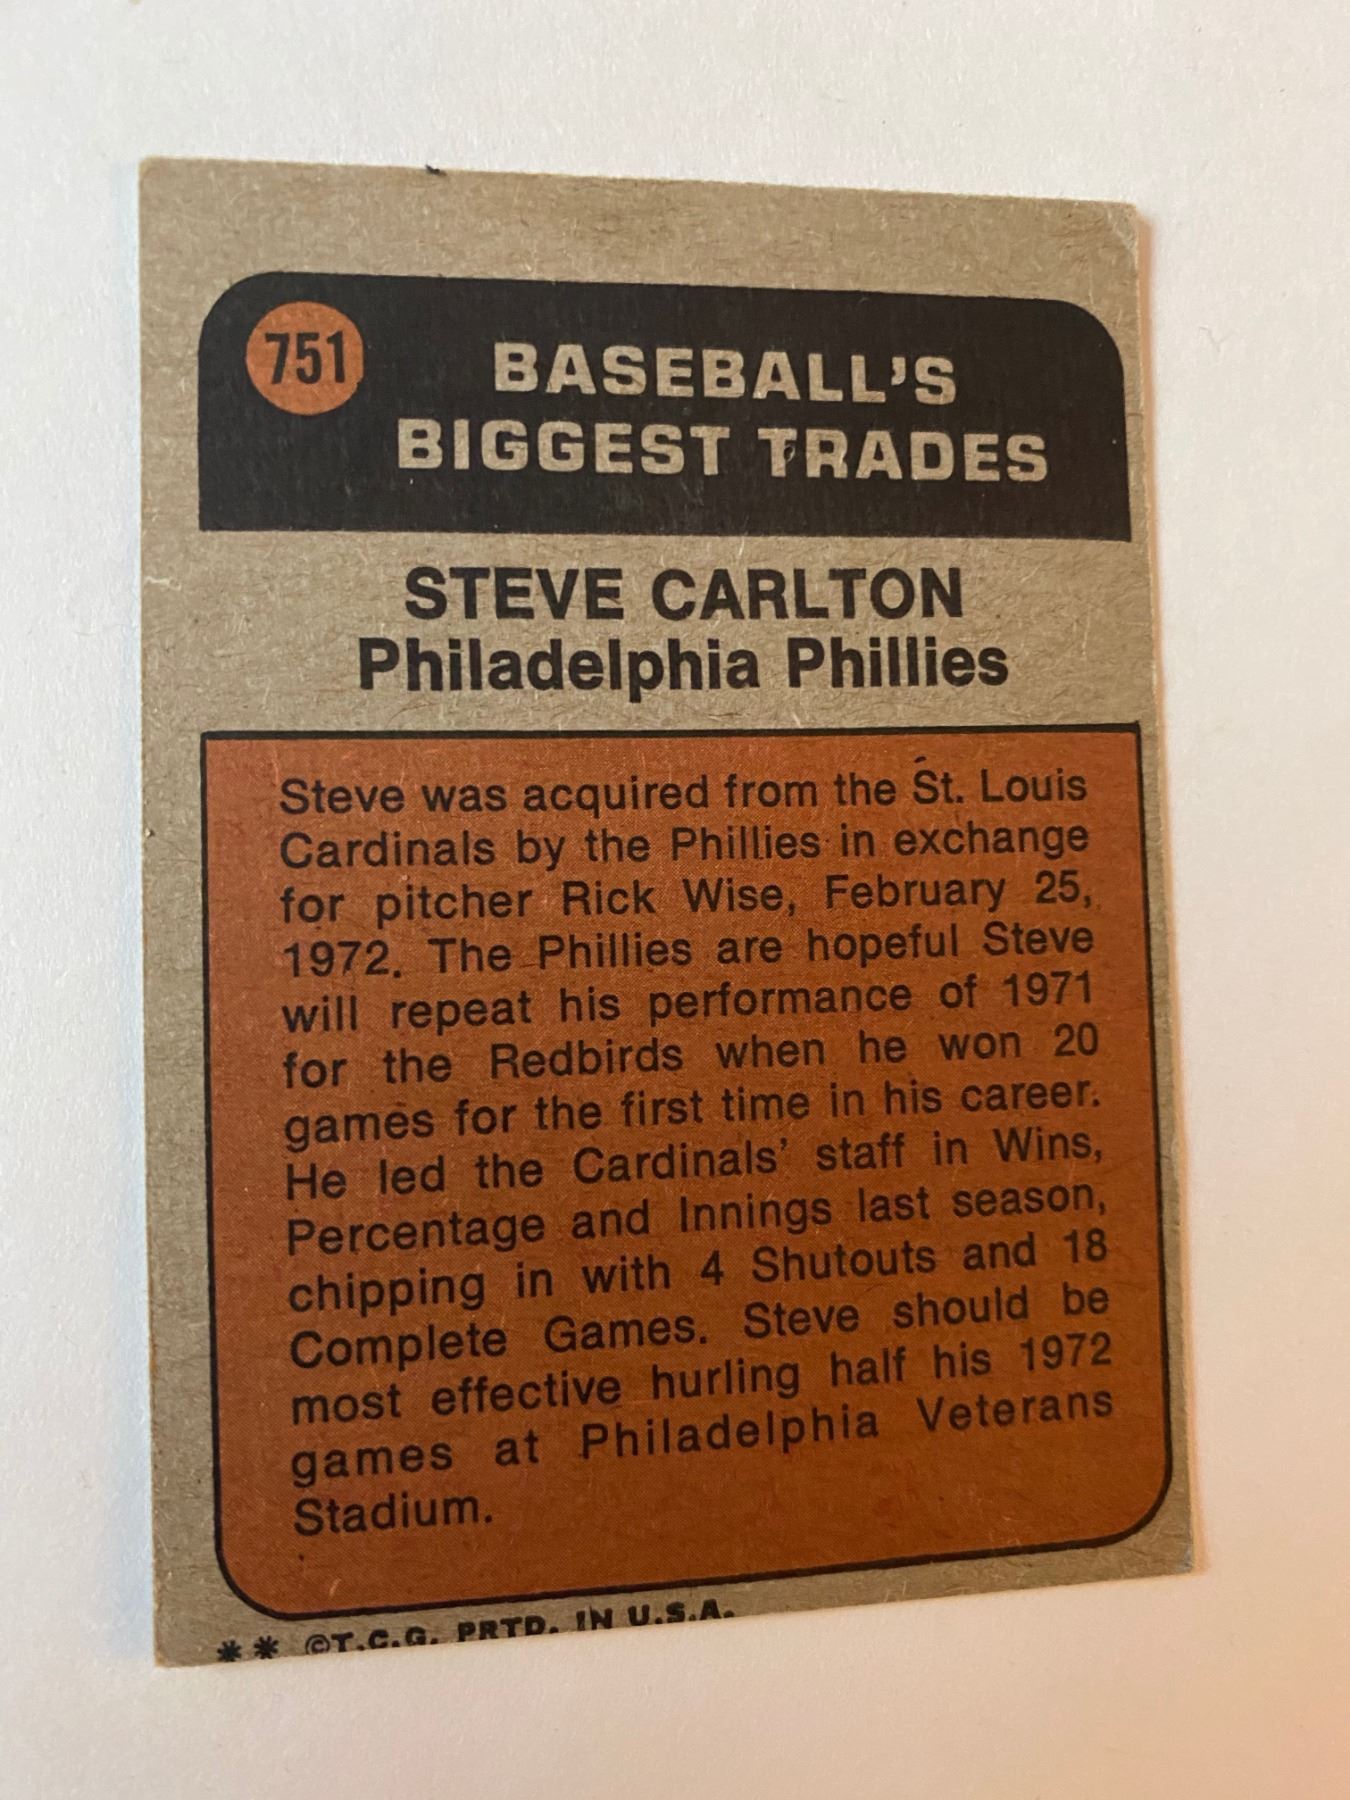 751
BASEBALL'S
BIGGEST TRADES
STEVE CARLTON
Philadelphia Phillies
Steve was acquired from the St. Louis
Cardinals by the Phillies in exchange
for pitcher Rick Wise, February 25,
1972. The Phillies are hopeful Steve
will repeat his performance of 1971
for the Redbirds when he won 20
games for the first time in his career.
He led the Cardinals' staff in Wins,
Percentage and Innings last season,
chipping in with 4 Shutouts and 18
Complete Games. Steve should be
most effective hurling half his 1972
games at Philadelphia Veterans
Stadium.
** ©T.C.G. PRTD. IN U.S.A.